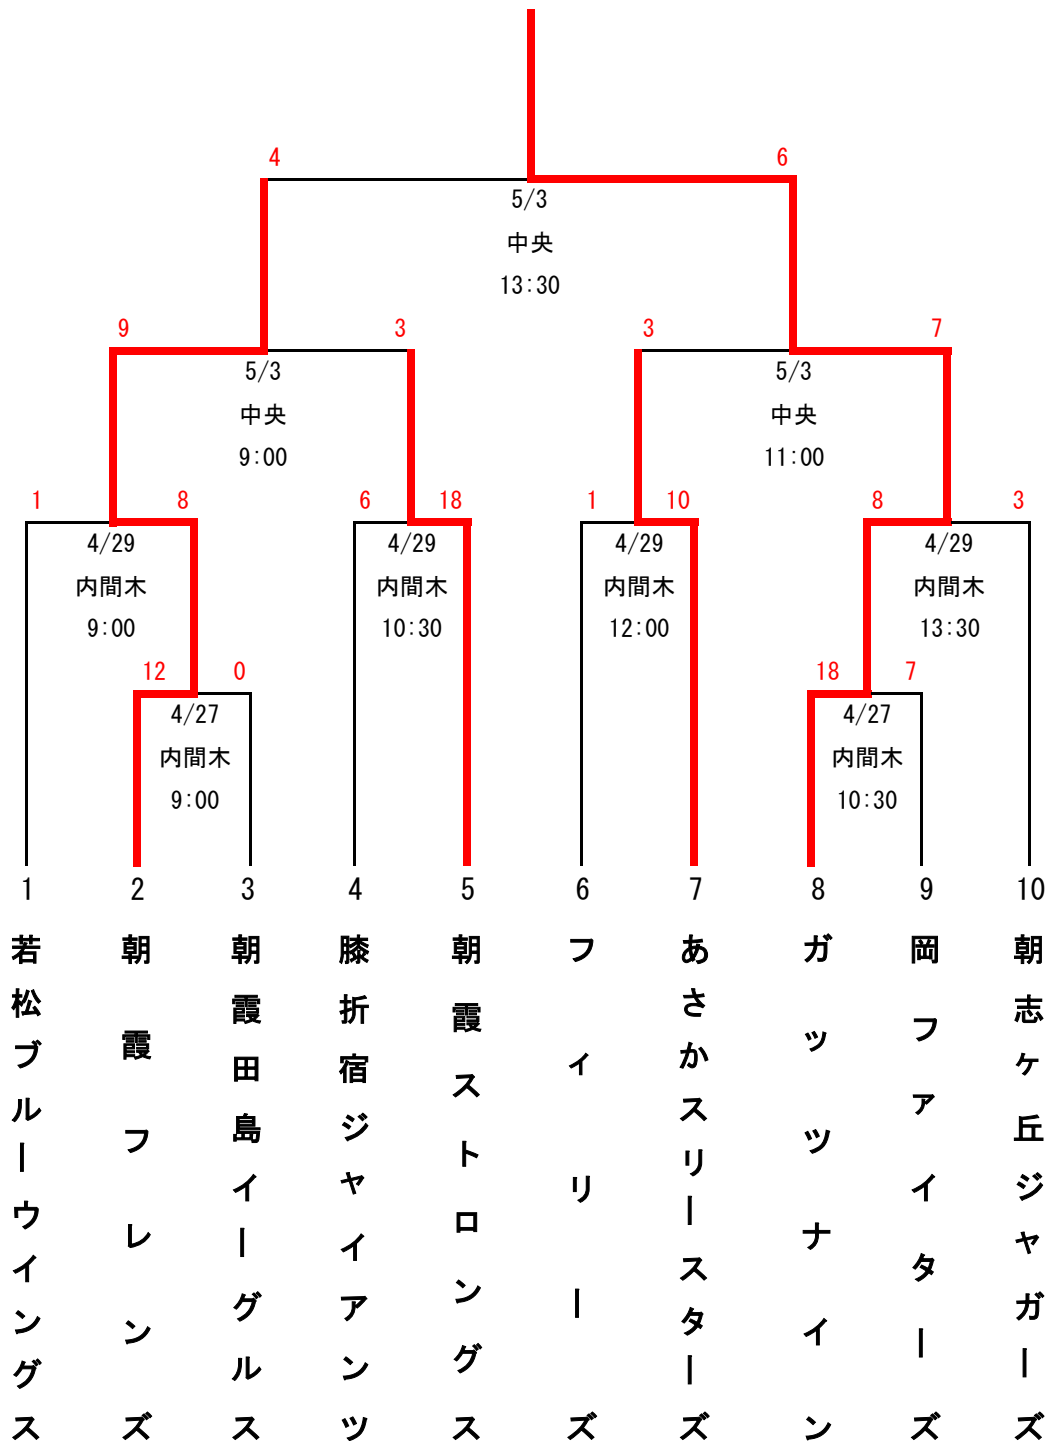 4 6
5/3
中央
13:30
9 3 3 7
5/3 5/3
中央 中央
9:00 11:00
1 8 6 18 1 10 8 3
4/29 4/29 4/29 4/29
内間木 内間木 内間木 内間木
9:00 10:30 12:00 13:30
12 0 18 7
4/27 4/27
内間木 内間木
9:00 10:30
1 2 3 4 5 6 7 8 9 10
若松ブルーウイングス
朝霞フレンズ
朝霞田島イーグルス
膝折宿ジャイアンツ
朝霞ストロングス
フィリーズ
あさかスリースターズ
ガッツナイン
岡ファイターズ
朝志ヶ丘ジャガーズ